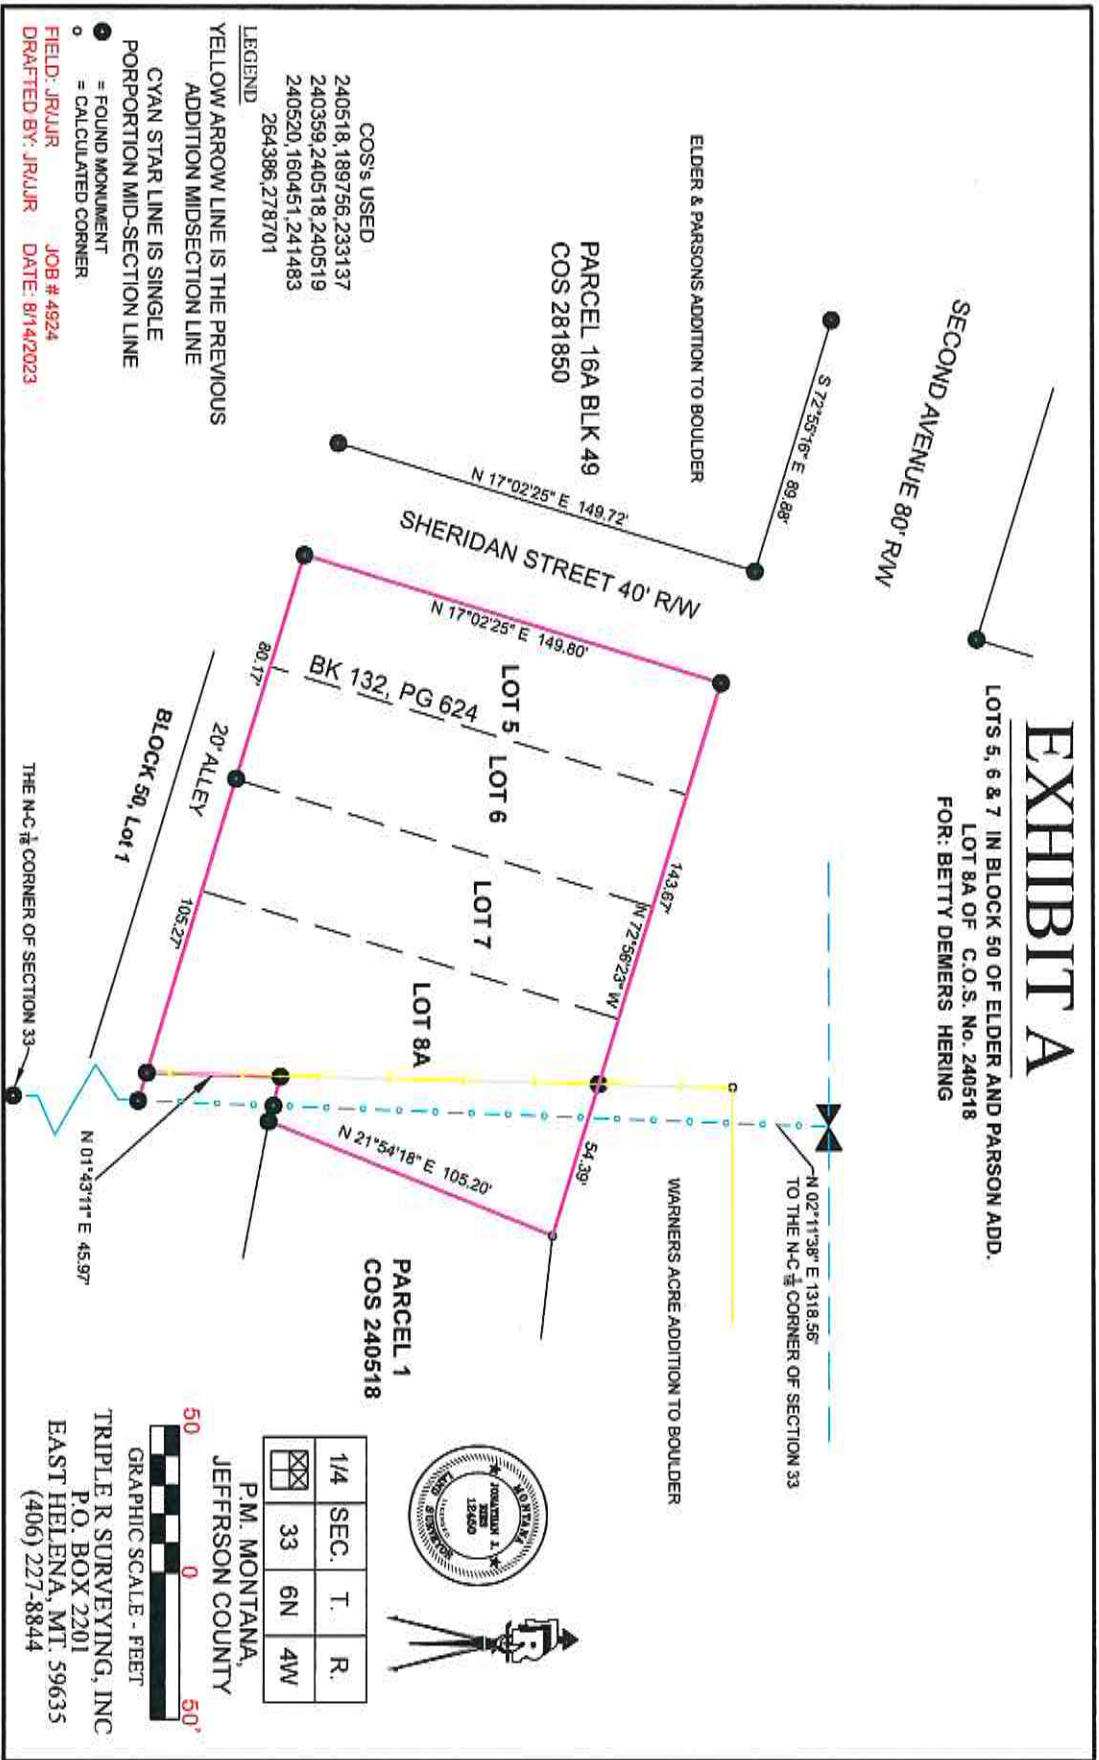 EXHIBIT A
LOTS 5, 6 & 7 IN BLOCK 50 OF ELDER AND PARSON ADD.
LOT 8A OF C.O.S. No. 240518
FOR: BETTY DEMERS HERING
SECOND AVENUE 80' R/W
S 72°55'16" E 89.88'
ELDER & PARSONS ADDITION TO BOULDER
PARCEL 16A BLK 49
COS 281850
N 17°02'25" E 149.72'
SHERIDAN STREET 40' R/W
N 17°02'25" E 149.80'
143.67'
N 72°56'23" W
54.39'
N 02°11'38" E 1318.56'
TO THE N-C 1/16 CORNER OF SECTION 33
WARNERS ACRE ADDITION TO BOULDER
LOT 5
LOT 6
LOT 7
LOT 8A
BK 132, PG 624
80.17'
20' ALLEY
105.27'
BLOCK 50, Lot 1
N 21°54'18" E 105.20'
PARCEL 1
COS 240518
N 01°43'11" E 45.97'
THE N-C 1/16 CORNER OF SECTION 33
COS's USED
240518,189756,233137
240359,240518,240519
240520,160451,241483
264386,278701
LEGEND
YELLOW ARROW LINE IS THE PREVIOUS
ADDITION MIDSECTION LINE
CYAN STAR LINE IS SINGLE
PORPORTION MID-SECTION LINE
= FOUND MONUMENT
= CALCULATED CORNER
FIELD: JR/JJR JOB # 4924
DRAFTED BY: JR/JJR DATE: 8/14/2023
MONTANA
JONATHAN J.
12460
LAND SURVEYOR
1/4 SEC. T. R.
33 6N 4W
P.M. MONTANA,
JEFFRSON COUNTY
50 0 50'
GRAPHIC SCALE - FEET
TRIPLE R SURVEYING, INC
P.O. BOX 2201
EAST HELENA, MT. 59635
(406) 227-8844